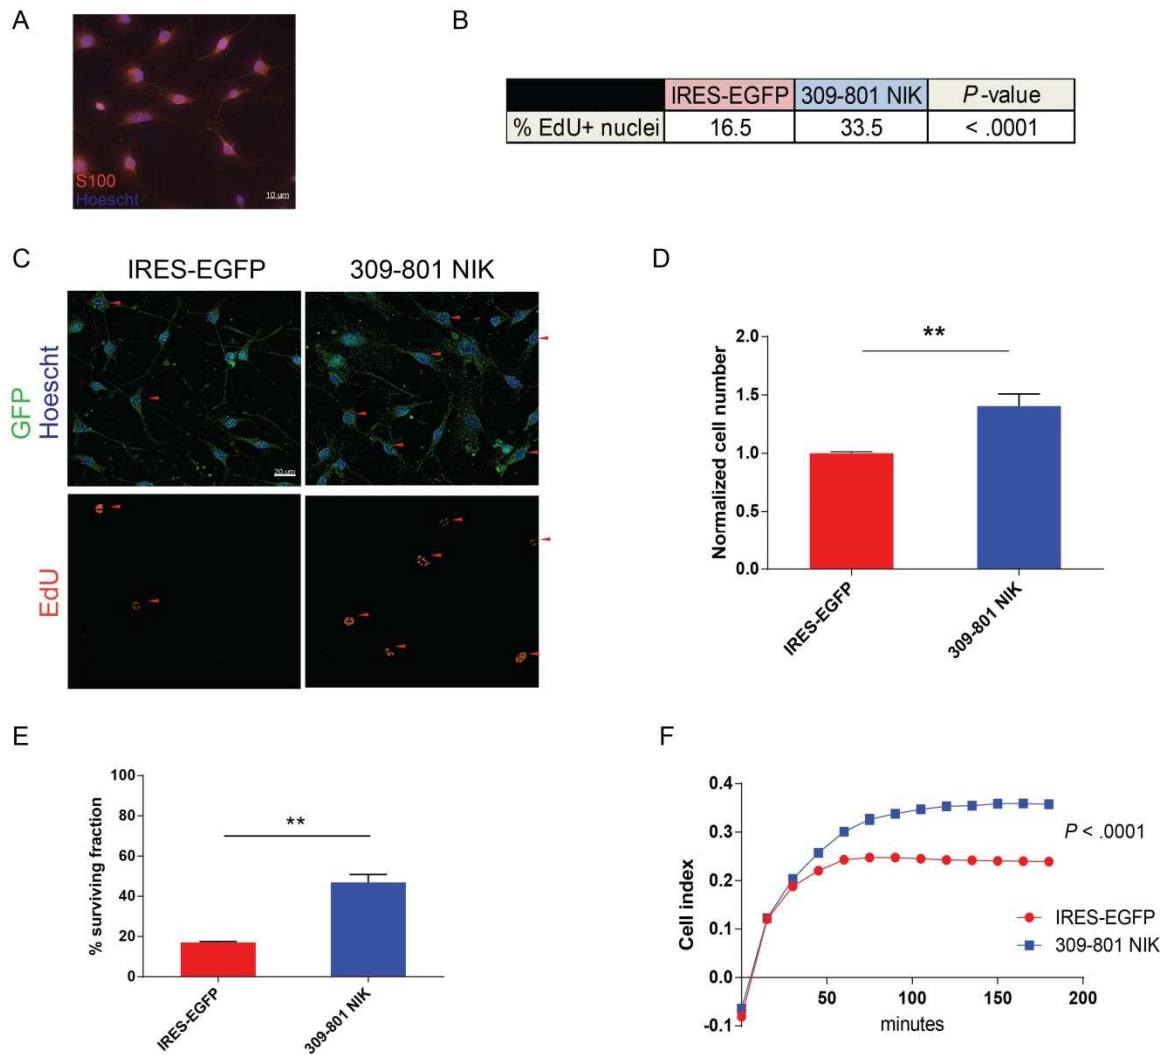 A
S100
Hoescht
10 um
B
IRES-EGFP 309-801 NIK P-value
% EdU+ nuclei 16.5 33.5 < .0001
C
IRES-EGFP 309-801 NIK
GFP
Hoescht
20 um
EdU
D
**
Normalized cell number
2.0
1.5
1.0
0.5
0.0
IRES-EGFP
309-801 NIK
E
**
% surviving fraction
100
80
60
40
20
0
IRES-EGFP
309-801 NIK
F
Cell index
0.4
0.3
0.2
0.1
0.0
-0.1
50 100 150 200
minutes
P < .0001
IRES-EGFP
309-801 NIK